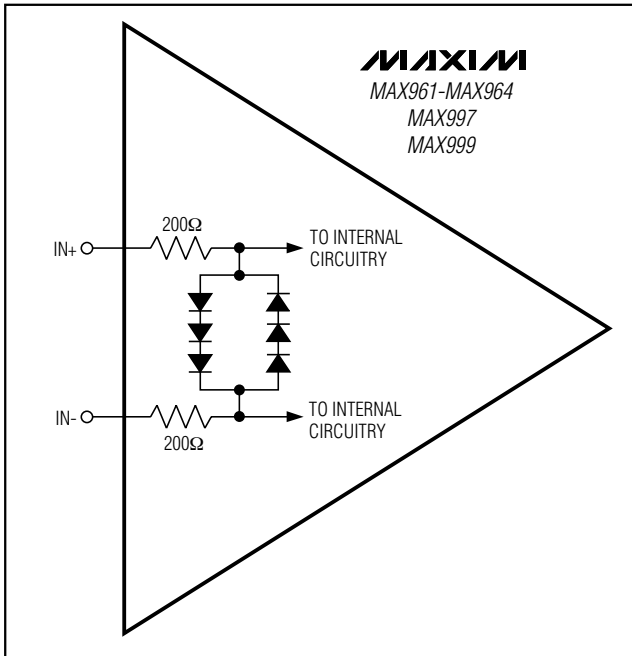 MAXIM
MAX961-MAX964
MAX997
MAX999
200Ω
IN+
TO INTERNAL
CIRCUITRY
IN-
TO INTERNAL
CIRCUITRY
200Ω